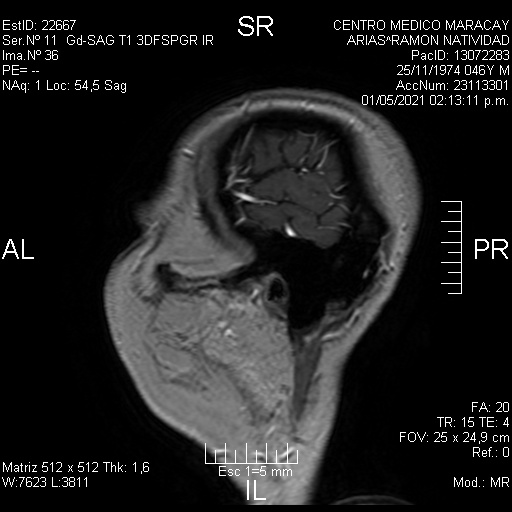 EstID: 22667
Ser.Nº 11 Gd-SAG T1 3DFSPGR IR
Ima.Nº 36
PE= --
NAq: 1 Loc: 54,5 Sag
SR
CENTRO MEDICO MARACAY
ARIAS^RAMON NATIVIDAD
PacID: 13072283
25/11/1974 046Y M
AccNum: 23113301
01/05/2021 02:13:11 p.m.
AL
PR
FA: 20
TR: 15 TE: 4
FOV: 25 x 24,9 cm
Ref.: 0
Matriz 512 x 512 Thk: 1,6
W:7623 L:3811
Esc 1=5 mm
IL
Mod.: MR